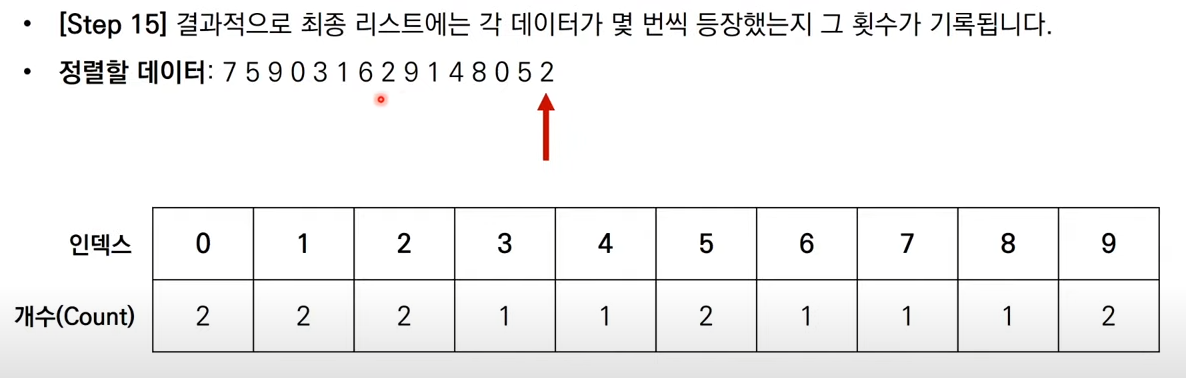 • [Step 15] 결과적으로 최종 리스트에는 각 데이터가 몇 번씩 등장했는지 그 횟수가 기록됩니다.
• 정렬할 데이터: 7 5 9 0 3 1 6 2 9 1 4 8 0 5 2
인덱스 0 1 2 3 4 5 6 7 8 9
개수(Count) 2 2 2 1 1 2 1 1 1 2